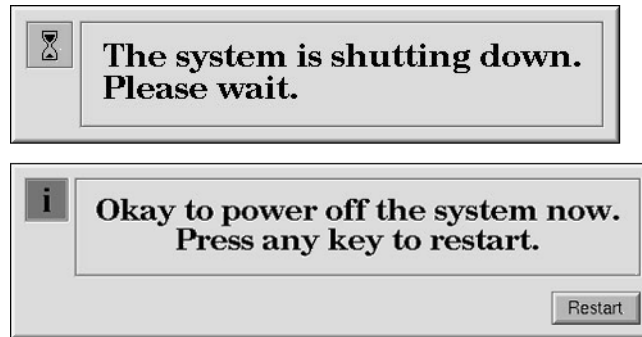 The system is shutting down.
Please wait.
i
Okay to power off the system now.
Press any key to restart.
Restart